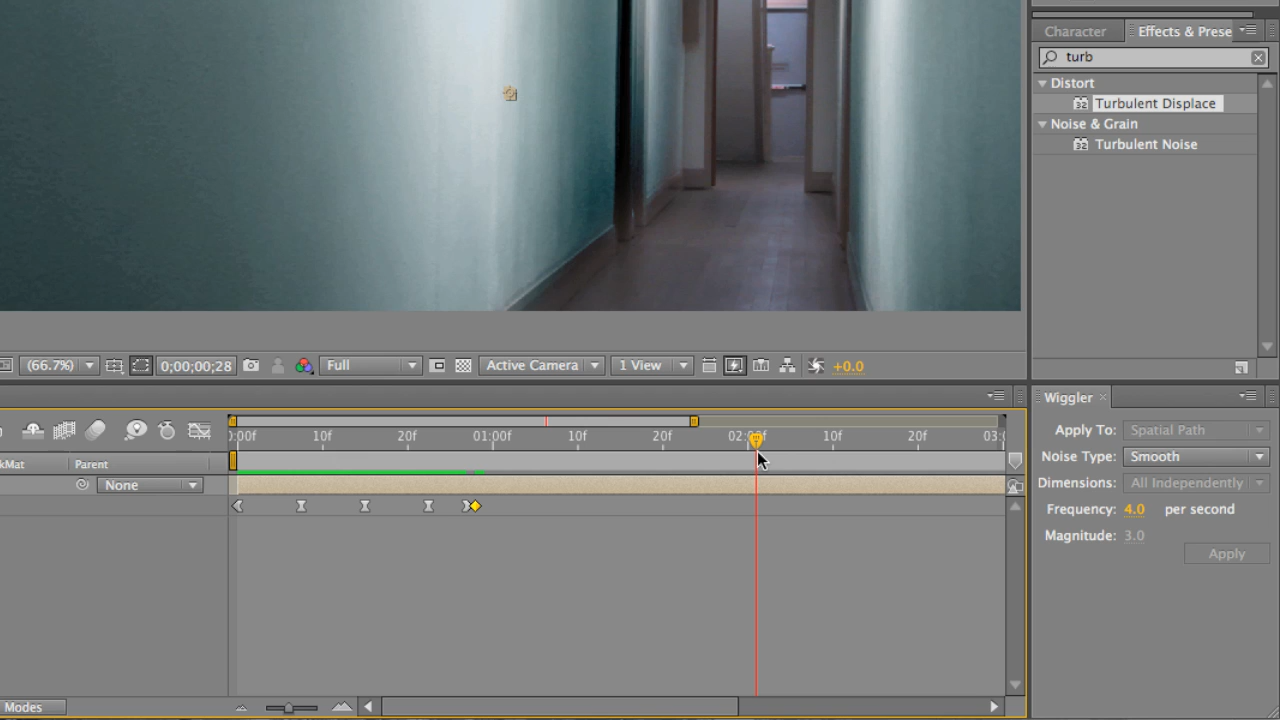 Character
Effects & Prese
turb
Distort
Turbulent Displace
Noise & Grain
Turbulent Noise
(66.7%)
0;00;00;28
Full
Active Camera
1 View
+0.0
Wiggler
Apply To: Spatial Path
Noise Type: Smooth
Dimensions: All Independently
Frequency: 4.0 per second
Magnitude: 3.0
Apply
:00f 10f 20f 01:00f 10f 20f 10f 20f 03:
kMat Parent
None
Modes